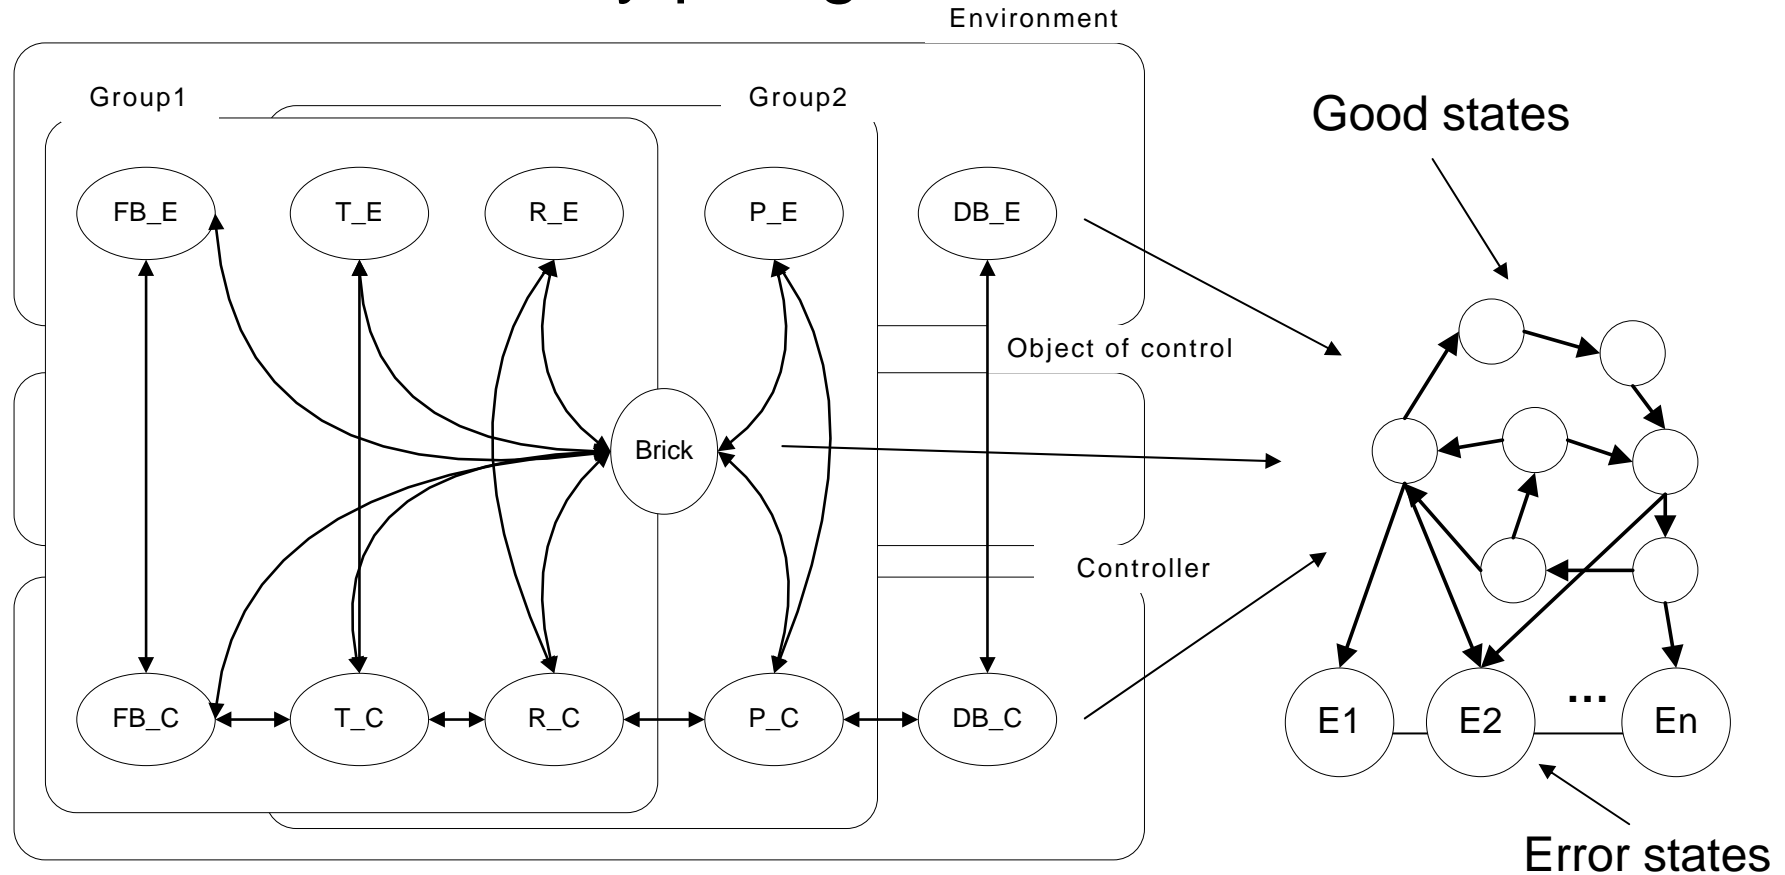 Environment
Group1
Group2
Good states
FB_E
T_E
R_E
P_E
DB_E
Object of control
Brick
Controller
FB_C
T_C
R_C
P_C
DB_C
E1
E2
...
En
Error states